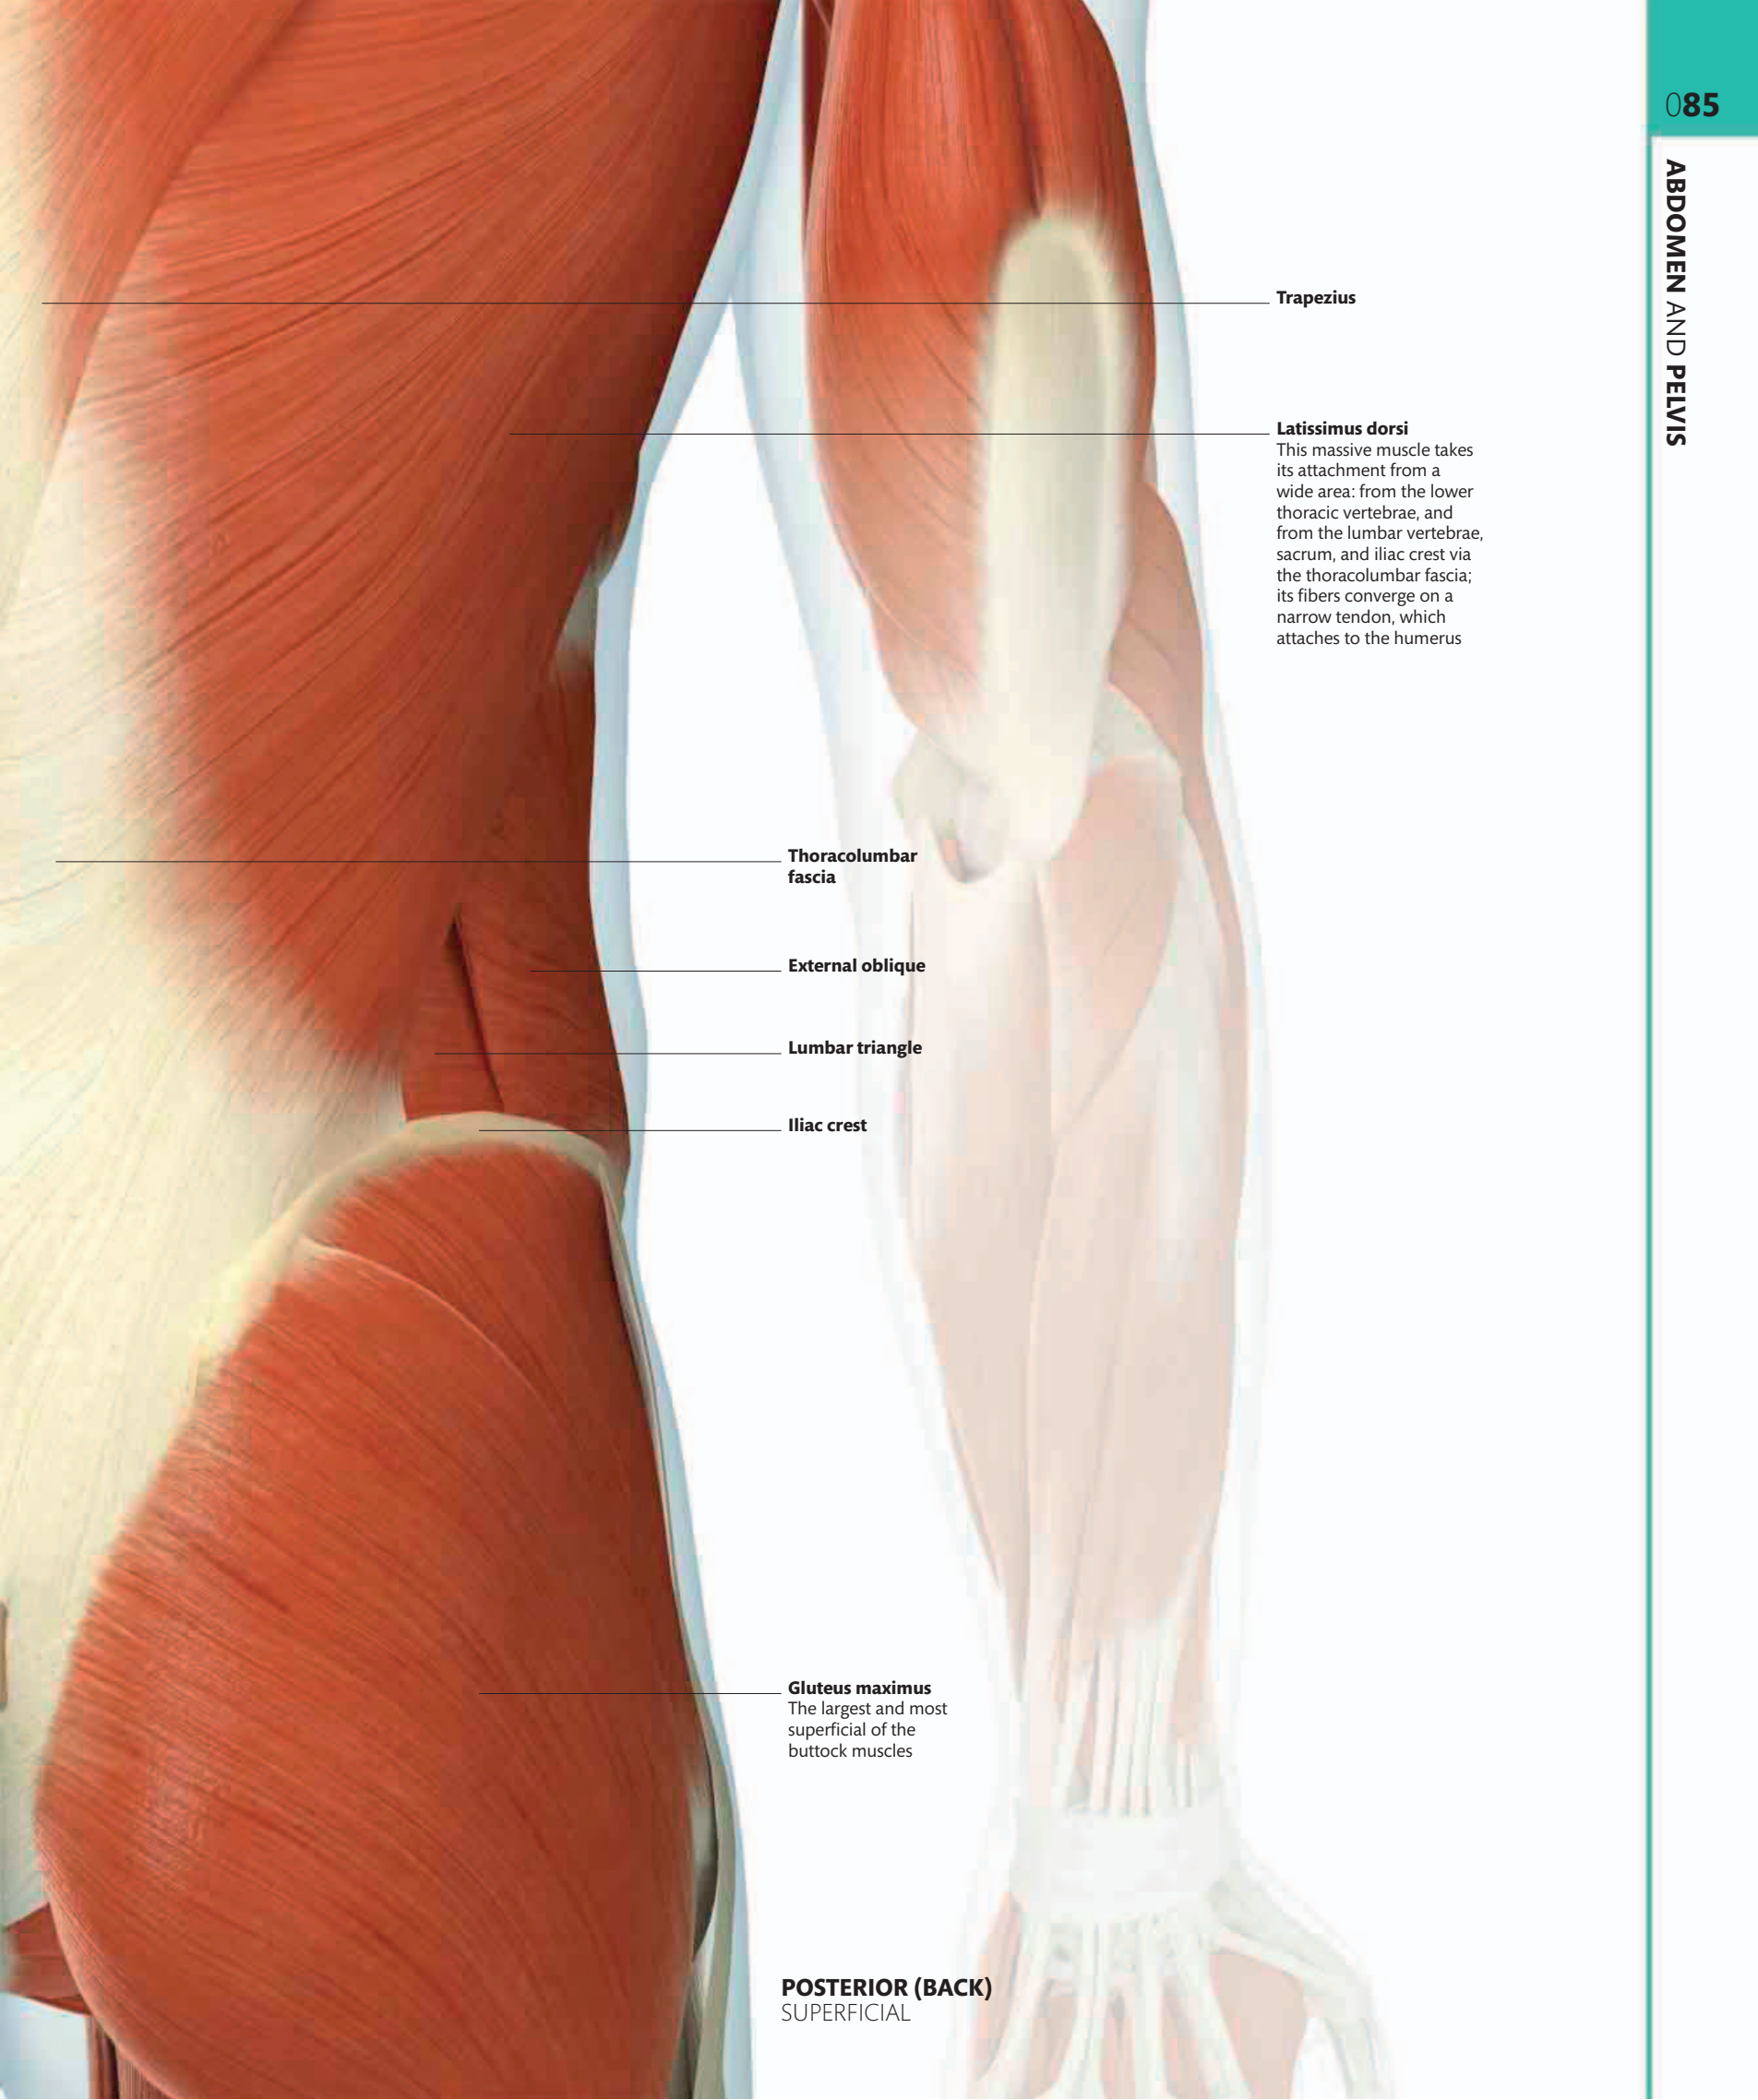 085
ABDOMEN AND PELVIS
Trapezius
Latissimus dorsi
This massive muscle takes
its attachment from a
wide area: from the lower
thoracic vertebrae, and
from the lumbar vertebrae,
sacrum, and iliac crest via
the thoracolumbar fascia;
its fibers converge on a
narrow tendon, which
attaches to the humerus
Thoracolumbar
fascia
External oblique
Lumbar triangle
Iliac crest
Gluteus maximus
The largest and most
superficial of the
buttock muscles
POSTERIOR (BACK)
SUPERFICIAL